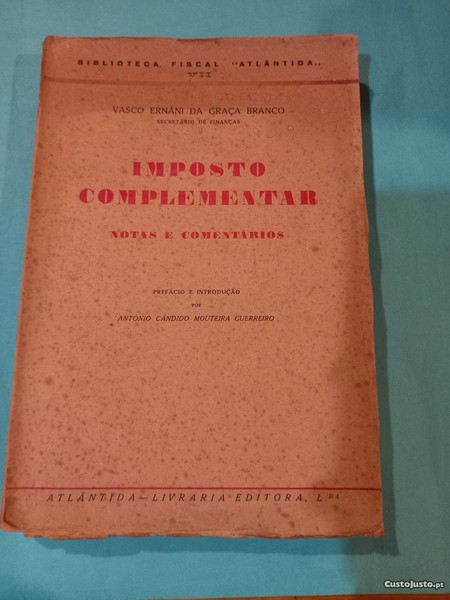 BIBLIOTECA FISCAL "ATLÂNTIDA"
VII
VASCO ERNÂNI DA GRAÇA BRANCO
SECRETÁRIO DE FINANÇAS
IMPOSTO
COMPLEMENTAR
NOTAS E COMENTÁRIOS
PREFÁCIO E INTRODUÇÃO
POR
ANTÓNIO CÂNDIDO MOUTEIRA GUERREIRO
ATLÂNTIDA—LIVRARIA EDITORA, L.DA
CustoJusto.pt